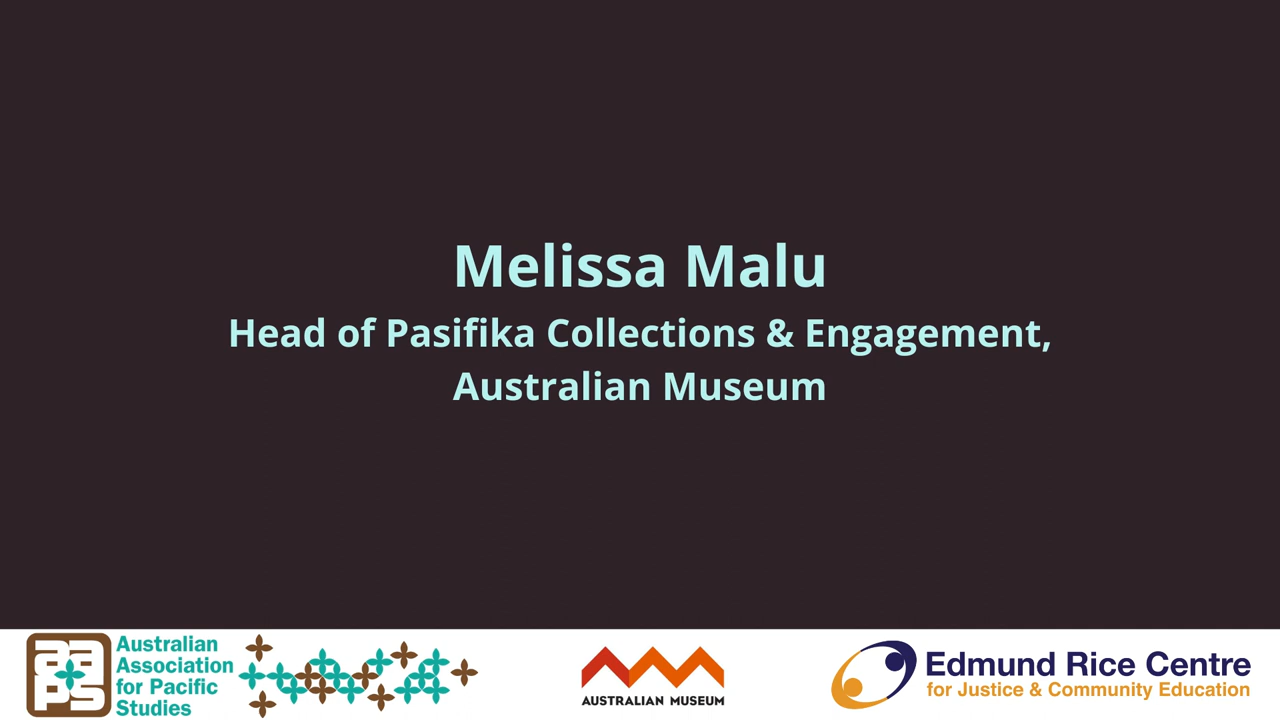 Melissa Malu
Head of Pasifika Collections & Engagement,
Australian Museum
aa
ps
Australian
Association
for Pacific
Studies
AUSTRALIAN MUSEUM
Edmund Rice Centre
for Justice & Community Education